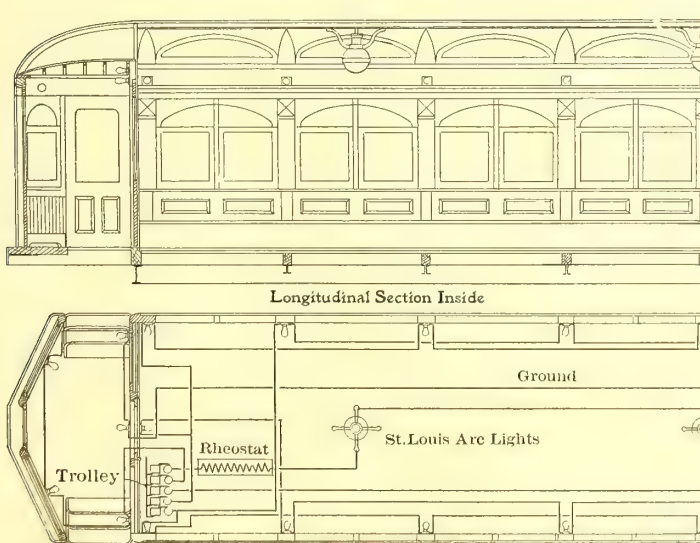 Longitudinal Section Inside
Ground
St. Louis Arc Lights
Rheostat
Trolley